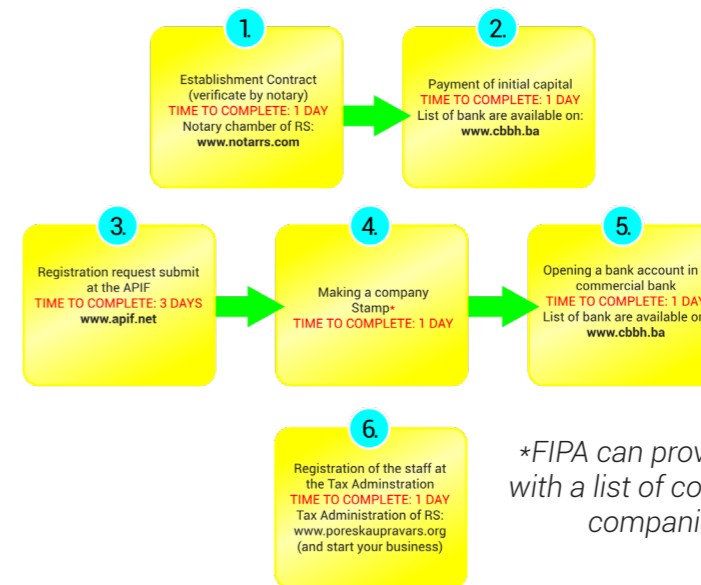 1.
Establishment Contract
(verificate by notary)
TIME TO COMPLETE: 1 DAY
Notary chamber of RS:
www.notarrs.com
2.
Payment of initial capital
TIME TO COMPLETE: 1 DAY
List of bank are available on:
www.cbbh.ba
3.
Registration request submit
at the APIF
TIME TO COMPLETE: 3 DAYS
www.apif.net
4.
Making a company
Stamp*
TIME TO COMPLETE: 1 DAY
5.
Opening a bank account in
commercial bank
TIME TO COMPLETE: 1 DAY
List of bank are available
www.cbbh.ba
6.
Registration of the staff at
the Tax Adminstration
TIME TO COMPLETE: 1 DAY
Tax Administration of RS:
www.poreskaupravars.org
(and start your business)
*FIPA can
with a list of